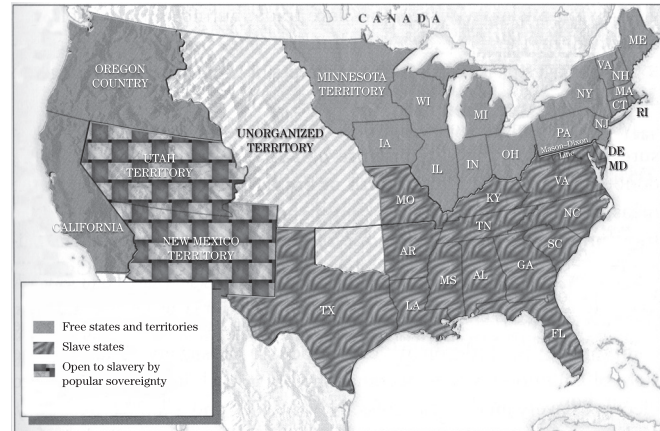 CANADA
OREGON
COUNTRY
MINNESOTA
TERRITORY
UNORGANIZED
TERRITORY
UTAH
TERRITORY
CALIFORNIA
NEW MEXICO
TERRITORY
WI
MI
IA
IL
IN
OH
PA
NY
VA
NH
ME
MA
CT
RI
NJ
Mason-Dixon
Line
DE
MD
VA
MO
KY
NC
TN
SC
AR
MS
AL
GA
LA
TX
FL
Free states and territories
Slave states
Open to slavery by
popular sovereignty